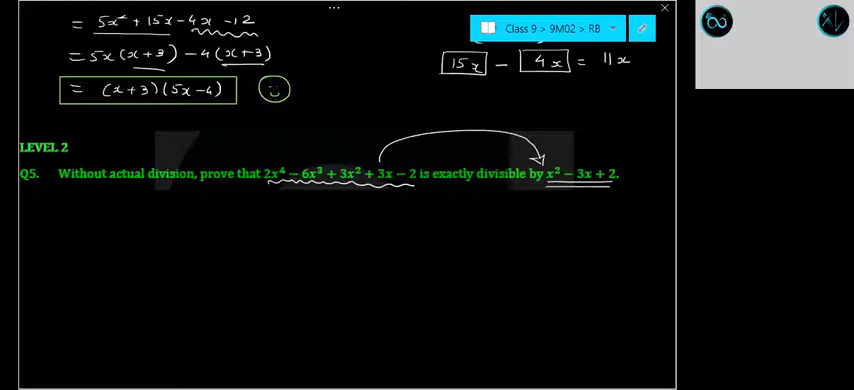 = 5x² + 15x - 4x - 12
= 5x (x+3) - 4 (x+3)
= (x+3) (5x-4)
Class 9 > 9M02 > RB
15x - 4x = 11x
LEVEL 2
Q5. Without actual division, prove that 2x⁴ − 6x³ + 3x² + 3x − 2 is exactly divisible by x² − 3x + 2.